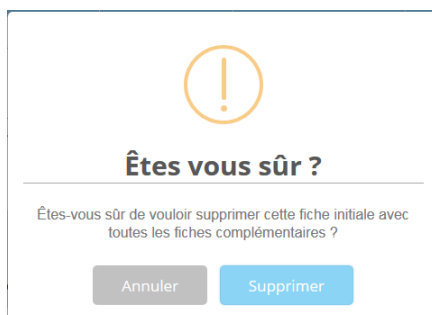 Êtes vous sûr ?
Êtes-vous sûr de vouloir supprimer cette fiche initiale avec
toutes les fiches complémentaires ?
Annuler
Supprimer